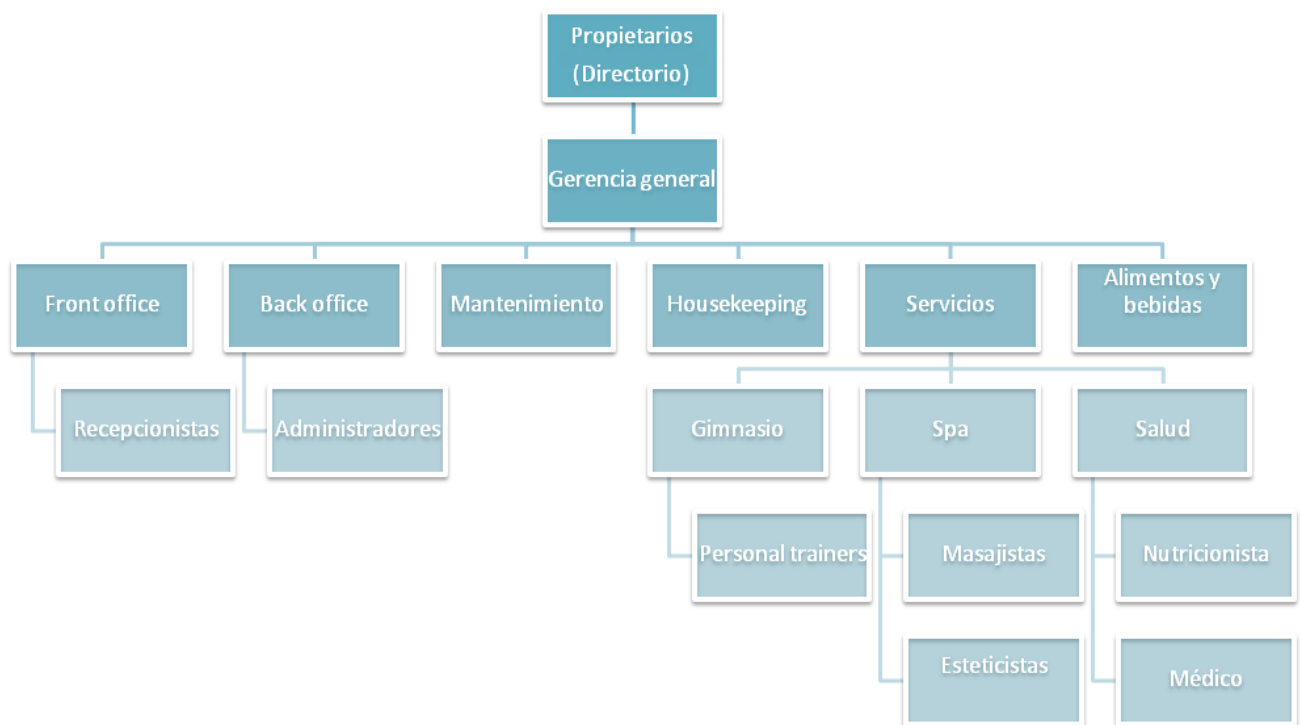 Propietarios
(Directorio)
Gerencia general
Front office
Back office
Mantenimiento
Housekeeping
Servicios
Alimentos y
bebidas
Recepcionistas
Administradores
Gimnasio
Spa
Salud
Personal trainers
Masajistas
Nutricionista
Esteticistas
Médico